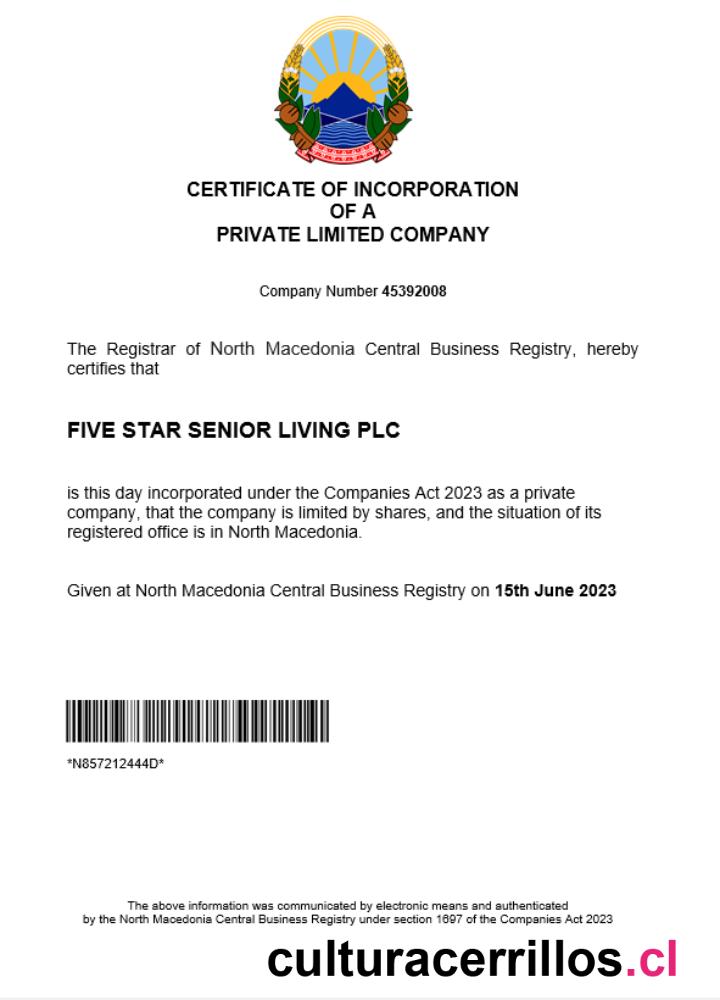 CERTIFICATE OF INCORPORATION
OF A
PRIVATE LIMITED COMPANY
Company Number 45392008
The Registrar of North Macedonia Central Business Registry, hereby
certifies that
FIVE STAR SENIOR LIVING PLC
is this day incorporated under the Companies Act 2023 as a private
company, that the company is limited by shares, and the situation of its
registered office is in North Macedonia.
Given at North Macedonia Central Business Registry on 15th June 2023
*N857212444D*
The above information was communicated by electronic means and authenticated
by the North Macedonia Central Business Registry under section 1697 of the Companies Act 2023
culturacerrillos.cl